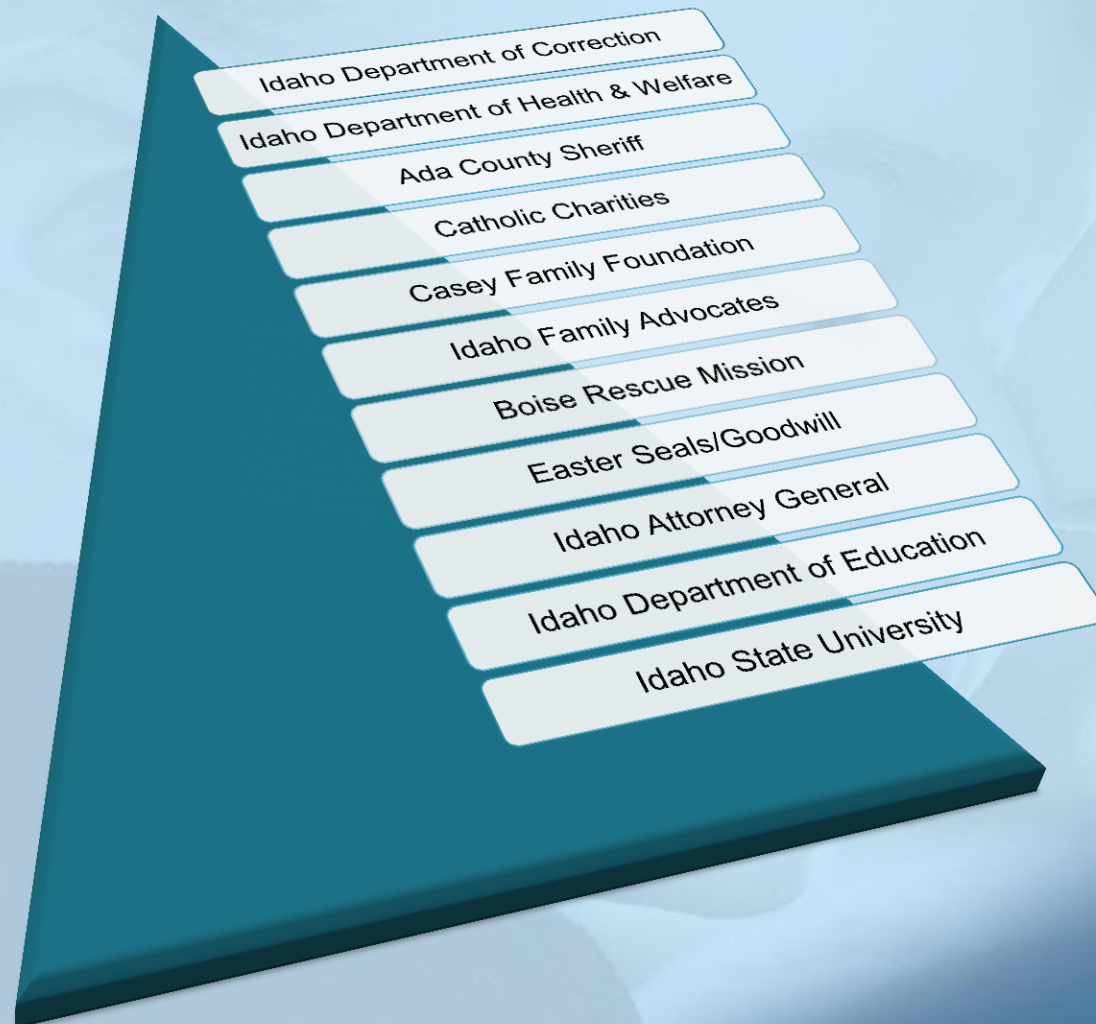 Idaho Department of Correction
Idaho Department of Health & Welfare
Ada County Sheriff
Catholic Charities
Casey Family Foundation
Idaho Family Advocates
Boise Rescue Mission
Easter Seals/Goodwill
Idaho Attorney General
Idaho Department of Education
Idaho State University